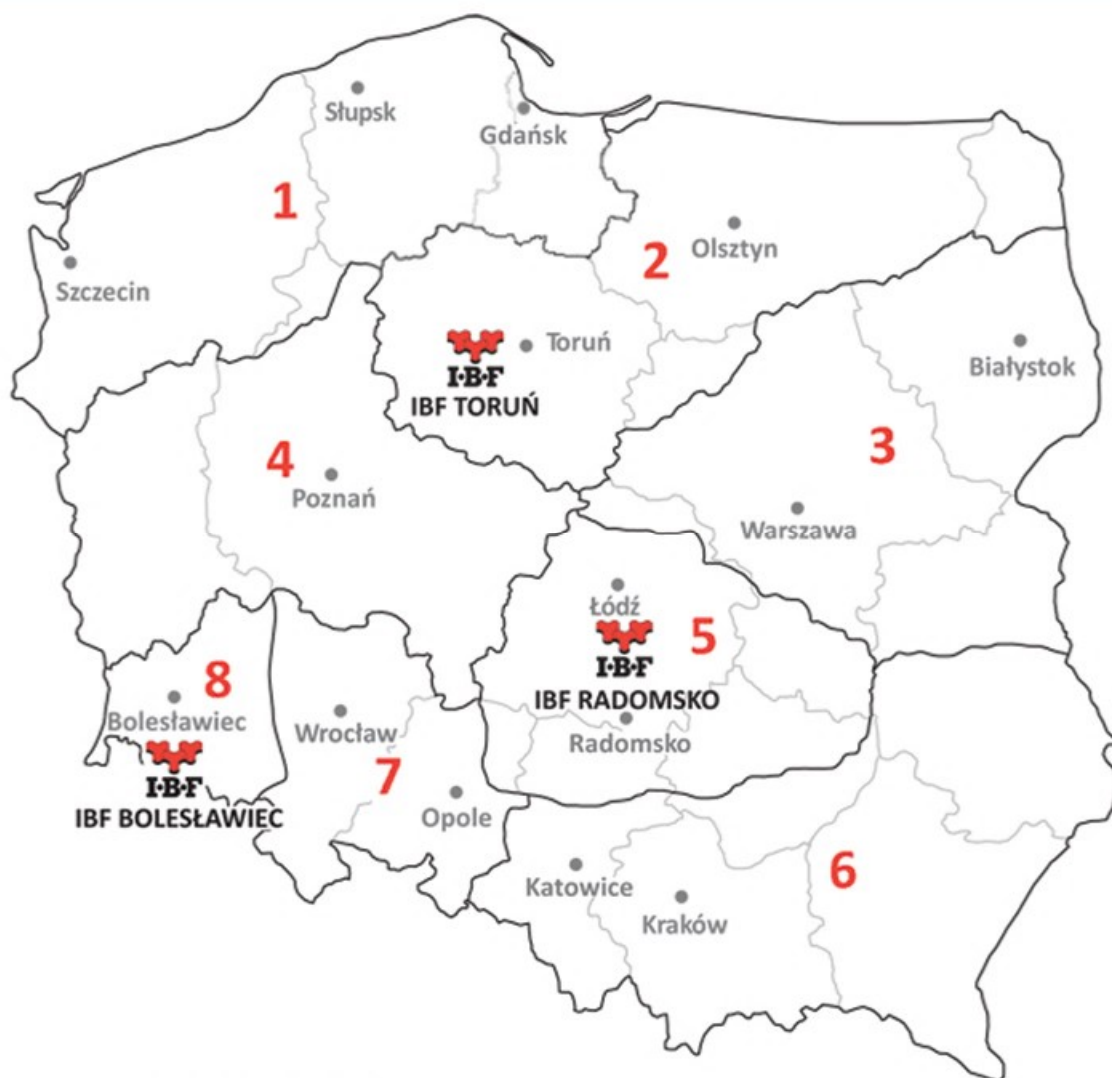 Słupsk
Gdańsk
1
2
Olsztyn
Szczecin
Toruń
I·B·F
IBF TORUŃ
Białystok
3
4
Poznań
Warszawa
Łódź
5
I·B·F
IBF RADOMSKO
Radomsko
8
Bolesławiec
I·B·F
IBF BOLESŁAWIEC
Wrocław
7
Opole
Katowice
6
Kraków